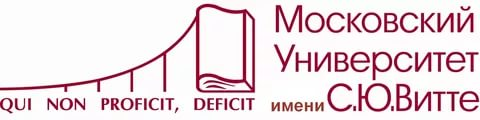 Московский
Университет
имени С.Ю.Витте
QUI NON PROFICIT, DEFICIT